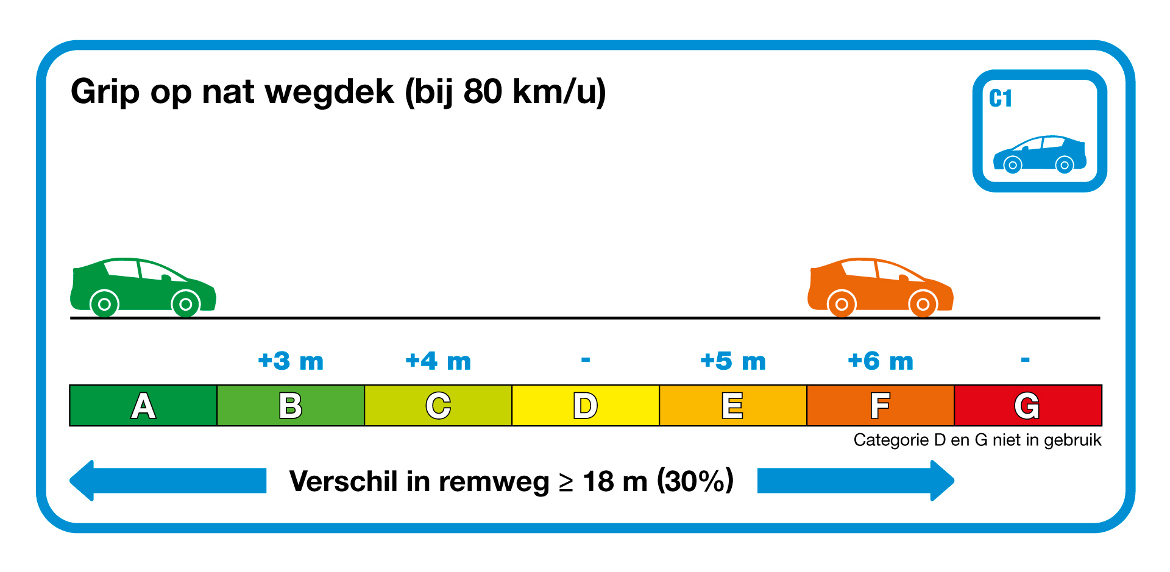 Grip op nat wegdek (bij 80 km/u)
C1
+3 m +4 m - +5 m +6 m -
A B C D E F G
Categorie D en G niet in gebruik
Verschil in remweg ≥ 18 m (30%)